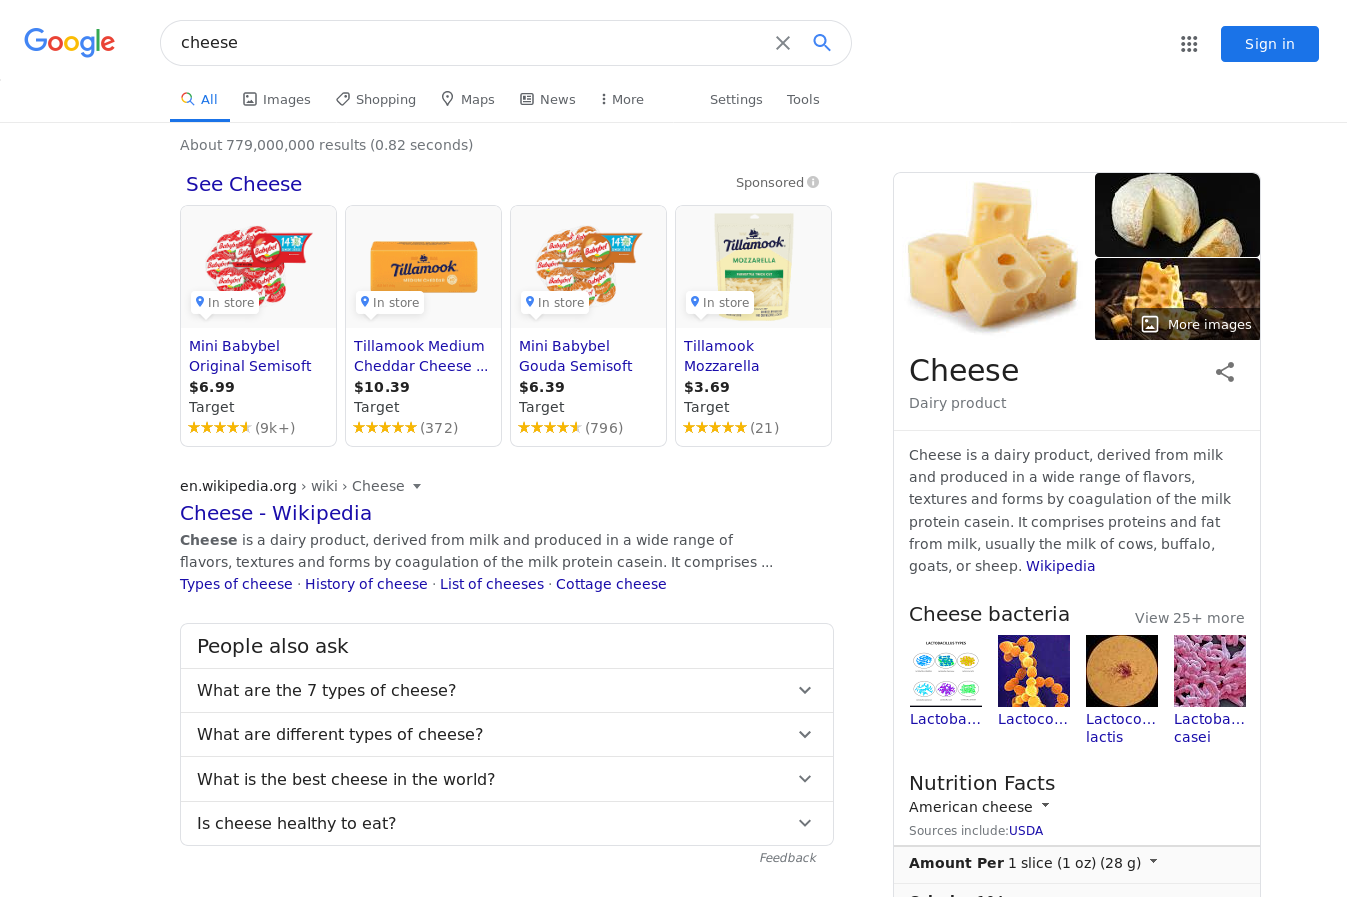 Google
cheese
Sign in
All
Images
Shopping
Maps
News
More
Settings
Tools
About 779,000,000 results (0.82 seconds)
See Cheese
Sponsored
In store
Mini Babybel
Original Semisoft
$6.99
Target
(9k+)
Tillamook
In store
Tillamook Medium
Cheddar Cheese ...
$10.39
Target
(372)
In store
Mini Babybel
Gouda Semisoft
$6.39
Target
(796)
Tillamook
MOZZARELLA
In store
Tillamook
Mozzarella
$3.69
Target
(21)
en.wikipedia.org › wiki › Cheese
Cheese - Wikipedia
Cheese is a dairy product, derived from milk and produced in a wide range of
flavors, textures and forms by coagulation of the milk protein casein. It comprises ...
Types of cheese · History of cheese · List of cheeses · Cottage cheese
People also ask
What are the 7 types of cheese?
What are different types of cheese?
What is the best cheese in the world?
Is cheese healthy to eat?
Feedback
More images
Cheese
Dairy product
Cheese is a dairy product, derived from milk
and produced in a wide range of flavors,
textures and forms by coagulation of the milk
protein casein. It comprises proteins and fat
from milk, usually the milk of cows, buffalo,
goats, or sheep. Wikipedia
Cheese bacteria
View 25+ more
LACTOBACILLUS TYPES
Lactoba...
Lactoco...
Lactoco...
lactis
Lactoba...
casei
Nutrition Facts
American cheese
Sources include:USDA
Amount Per 1 slice (1 oz) (28 g)